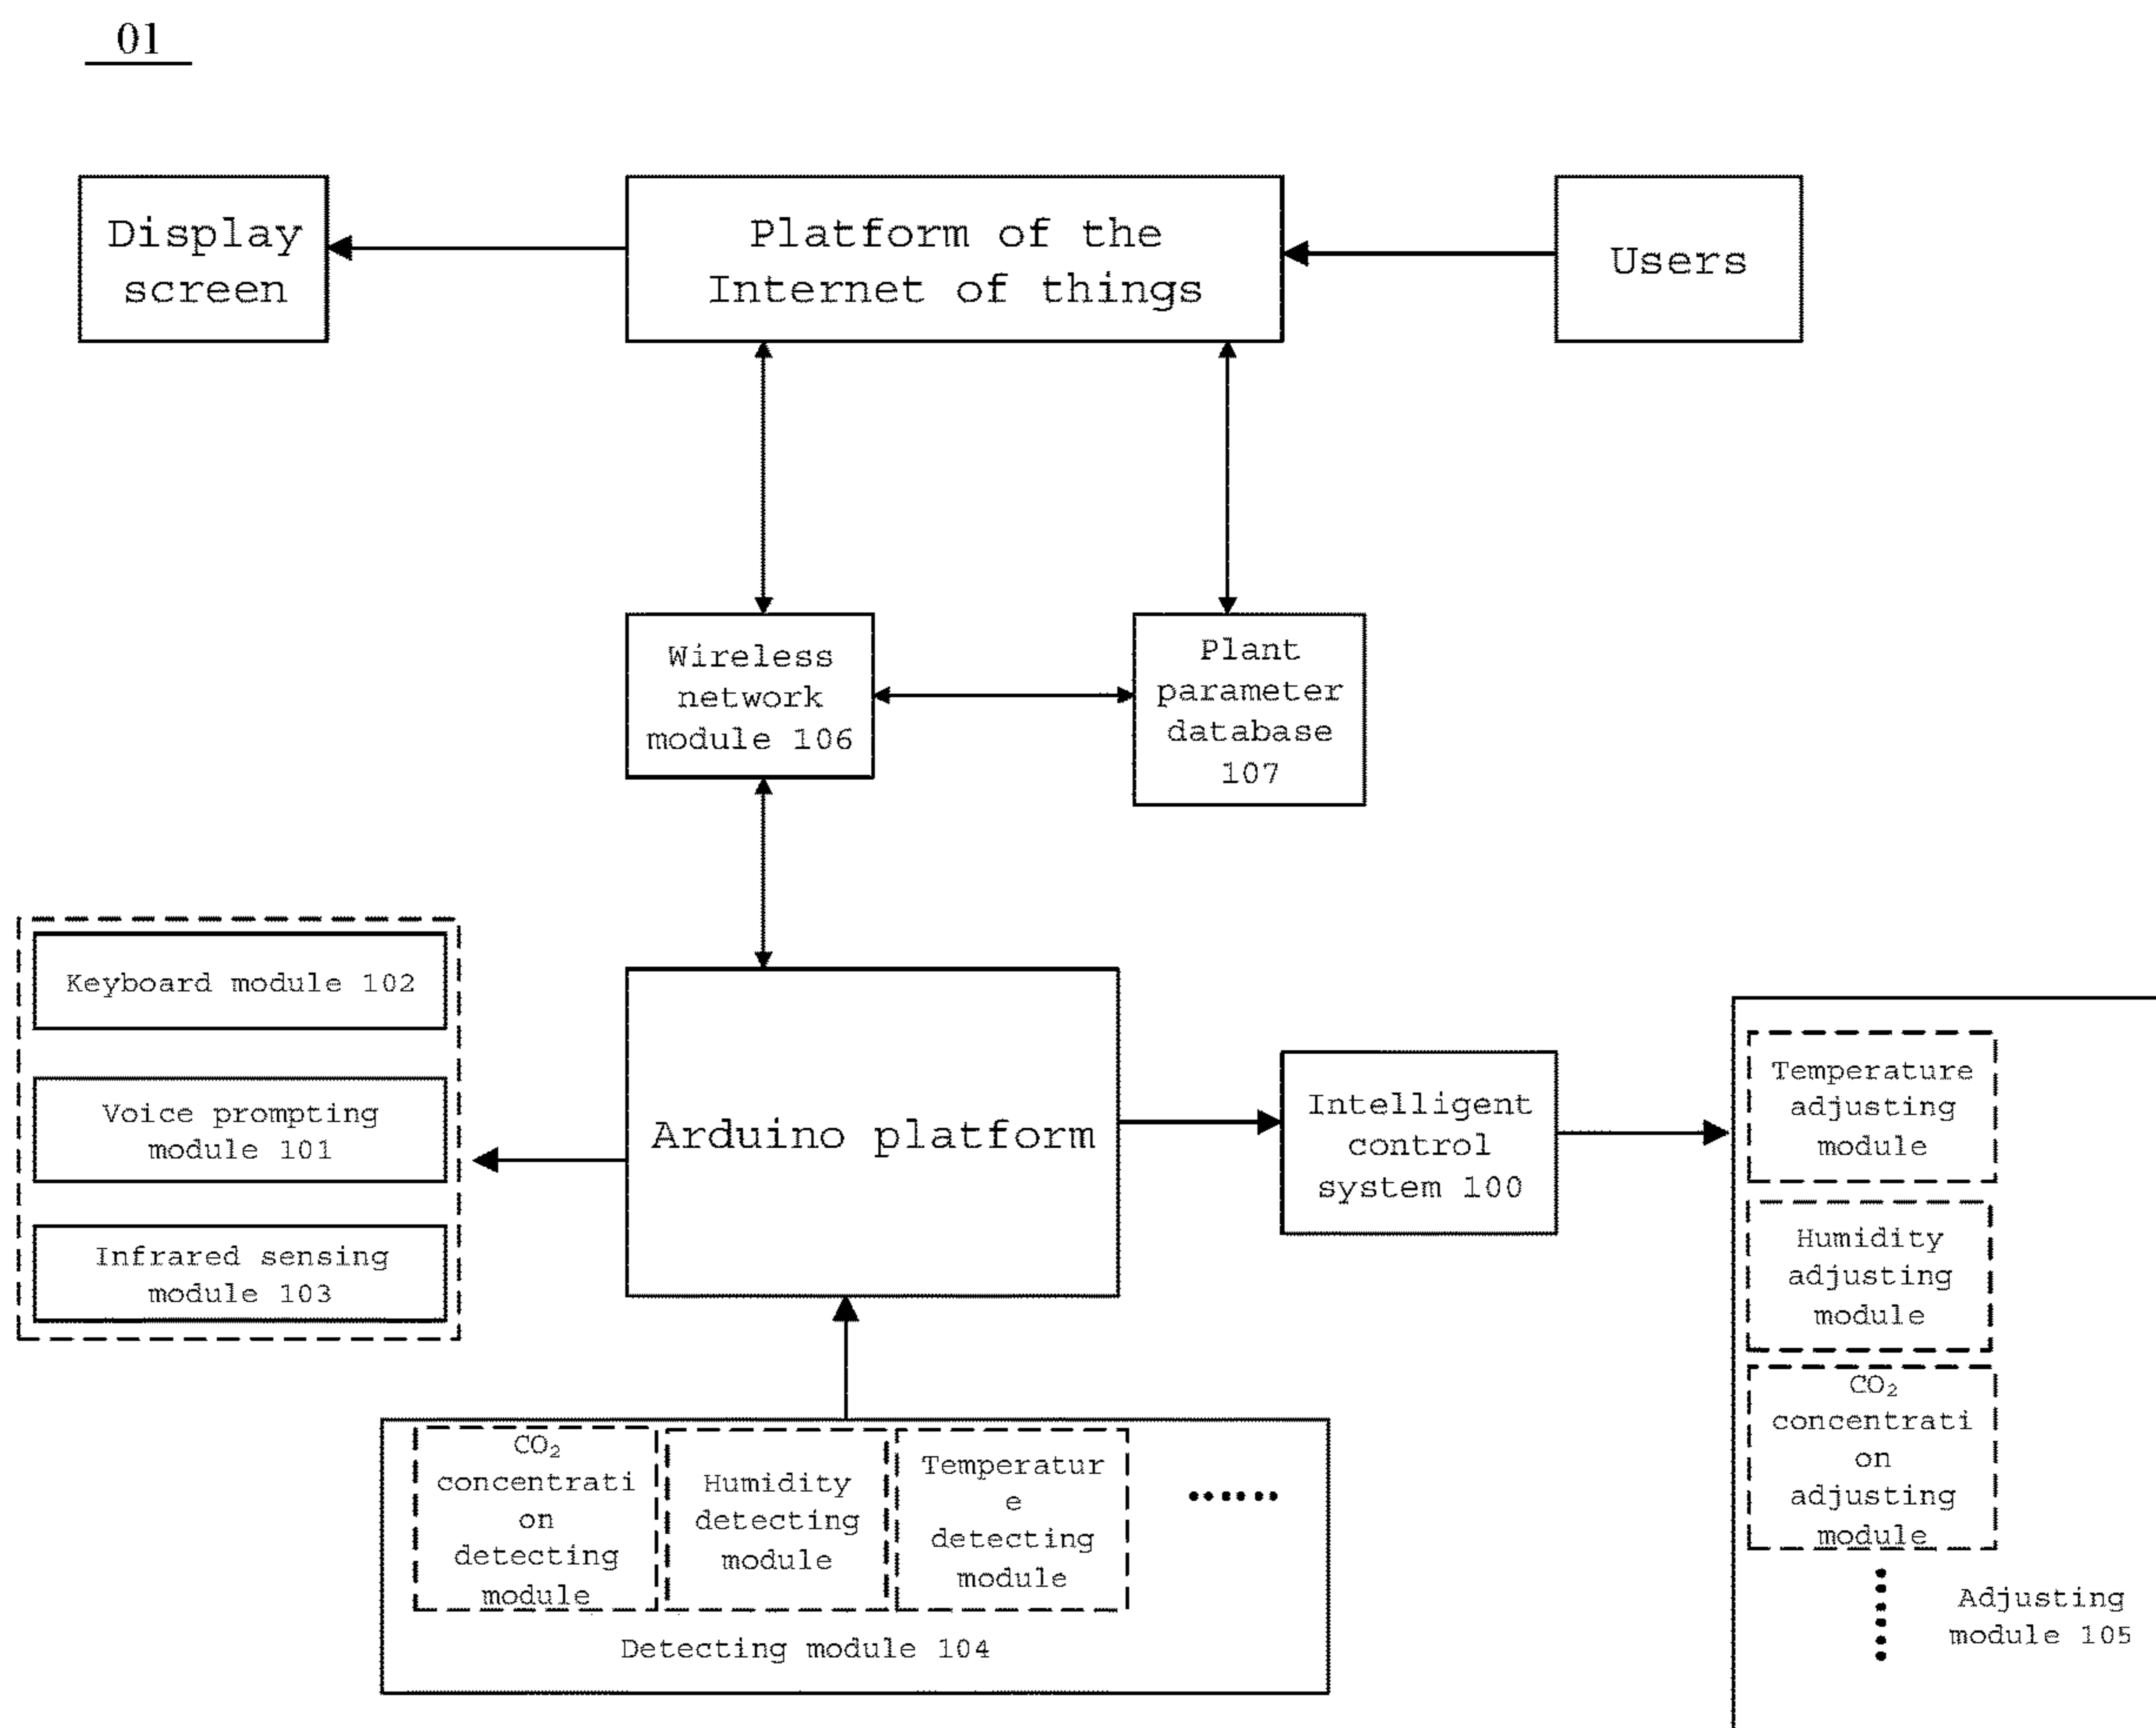 01
Display
screen
Platform of the
Internet of things
Users
Wireless
network
module 106
Plant
parameter
database
107
Keyboard module 102
Voice prompting
module 101
Infrared sensing
module 103
Arduino platform
Intelligent
control
system 100
Temperature
adjusting
module
Humidity
adjusting
module
CO₂
concentrati
on
adjusting
module
Adjusting
module 105
CO₂
concentrati
on
detecting
module
Humidity
detecting
module
Temperatur
e
detecting
module
Detecting module 104